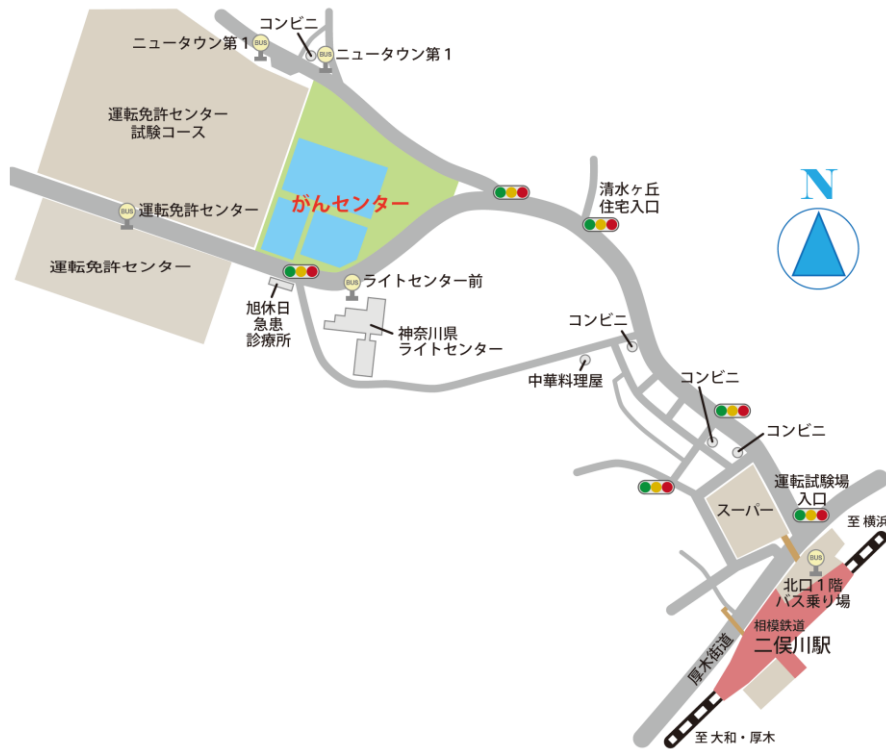 コンビニ
ニュータウン第1
BUS
BUS
ニュータウン第1
運転免許センター
試験コース
がんセンター
清水ヶ丘
住宅入口
N
BUS
運転免許センター
運転免許センター
BUS
ライトセンター前
旭休日
急患
診療所
神奈川県
ライトセンター
コンビニ
中華料理屋
コンビニ
コンビニ
運転試験場
入口
スーパー
至 横浜
BUS
北口1階
バス乗り場
相模鉄道
二俣川駅
厚木街道
至 大和・厚木